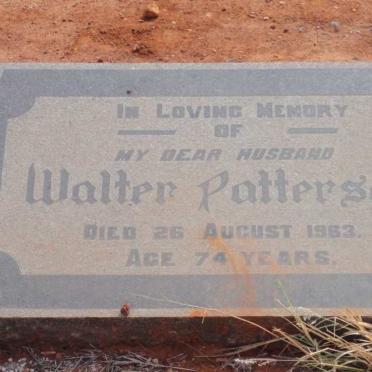 In Loving Memory
OF
MY DEAR HUSBAND
Walter Patters
Died 26 August 1963.
Age 74 years.